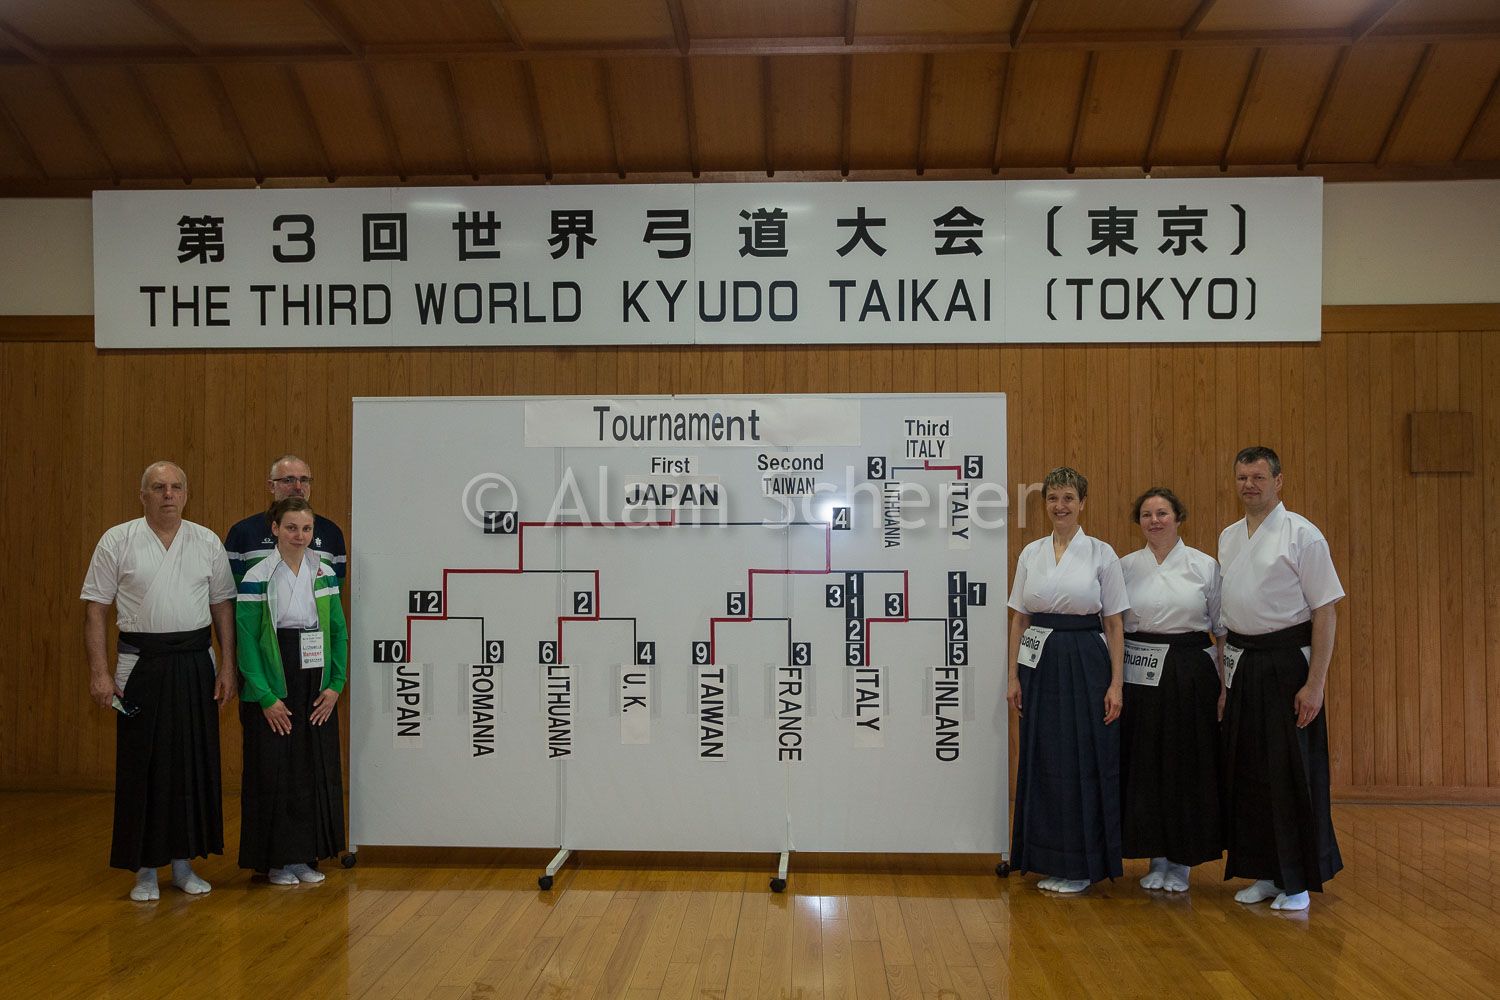 第3回世界弓道大会〔東京〕
THE THIRD WORLD KYUDO TAIKAI (TOKYO)
Tournament
First
JAPAN
Second
TAIWAN
Third
ITALY
3
5
LITHUANIA
ITALY
10
4
12
2
5
3
1
1
2
5
3
1
1
2
5
1
10
9
6
4
9
3
JAPAN
ROMANIA
LITHUANIA
U.K.
TAIWAN
FRANCE
ITALY
FINLAND
© Alain Scherer
uania
thuania